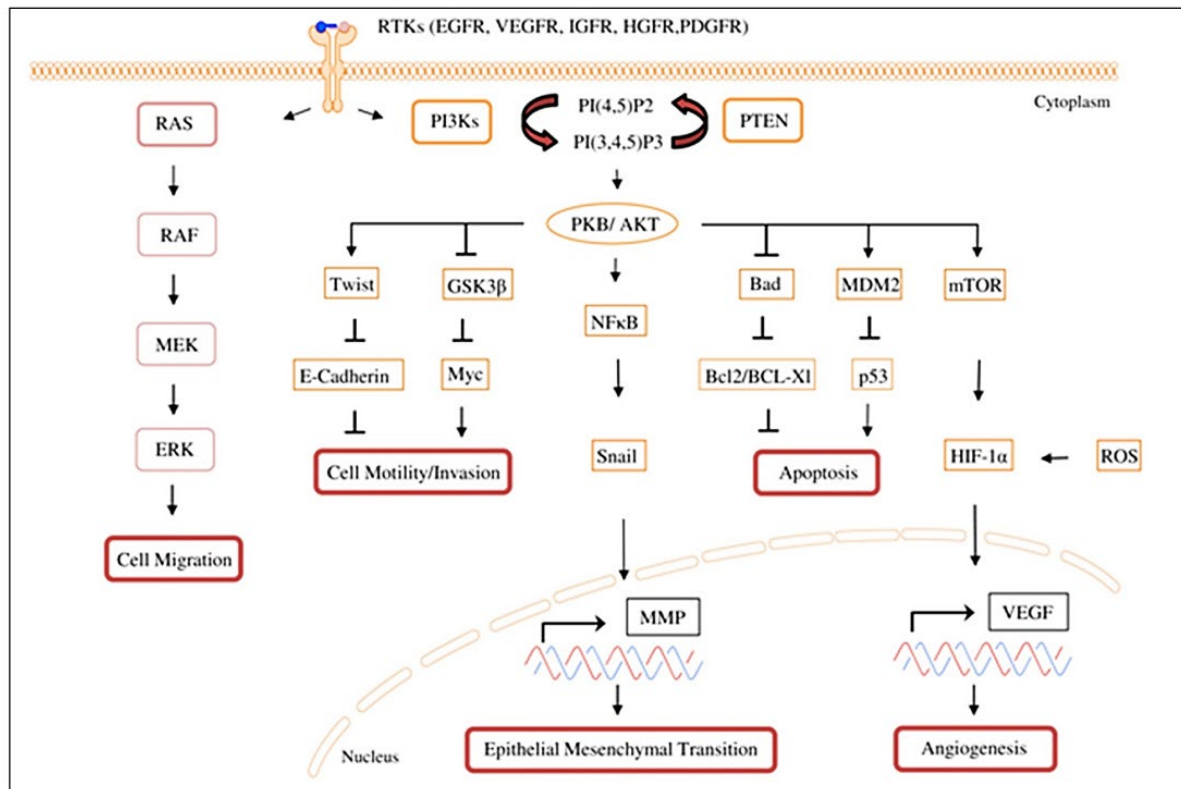 RTKs (EGFR, VEGFR, IGFR, HGFR,PDGFR)
Cytoplasm
RAS
PI3Ks
PI(4,5)P2
PI(3,4,5)P3
PTEN
RAF
PKB/ AKT
Twist
GSK3β
NFκB
Bad
MDM2
mTOR
MEK
E-Cadherin
Myc
Bcl2/BCL-Xl
p53
ERK
Cell Motility/Invasion
Snail
Apoptosis
HIF-1α
ROS
Cell Migration
MMP
VEGF
Nucleus
Epithelial Mesenchymal Transition
Angiogenesis